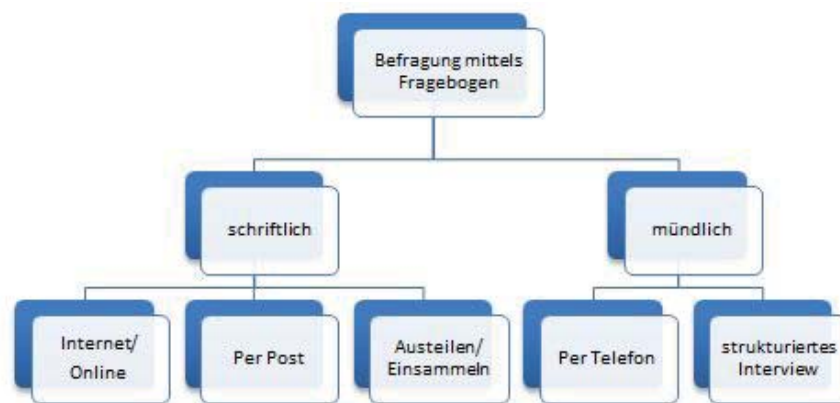 Befragung mittels
Fragebogen
schriftlich
mündlich
Internet/
Online
Per Post
Austeilen/
Einsammeln
Per Telefon
strukturiertes
Interview